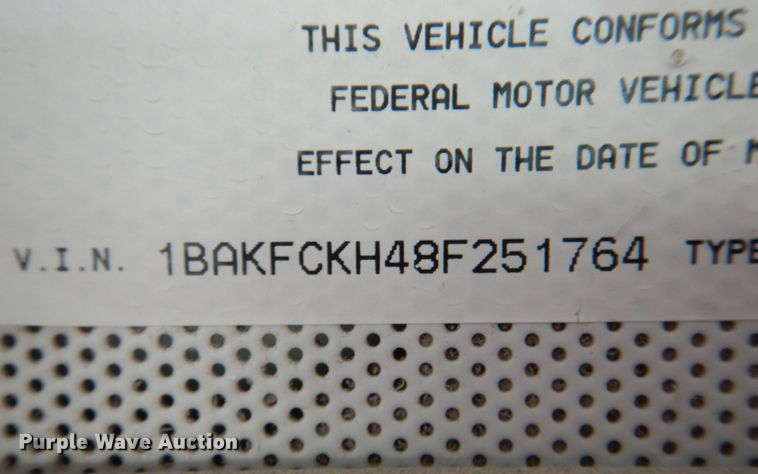 THIS VEHICLE CONFORMS
FEDERAL MOTOR VEHICLE
EFFECT ON THE DATE OF
V.I.N. 1BAKFCKH48F251764 TYPE
Purple Wave Auction